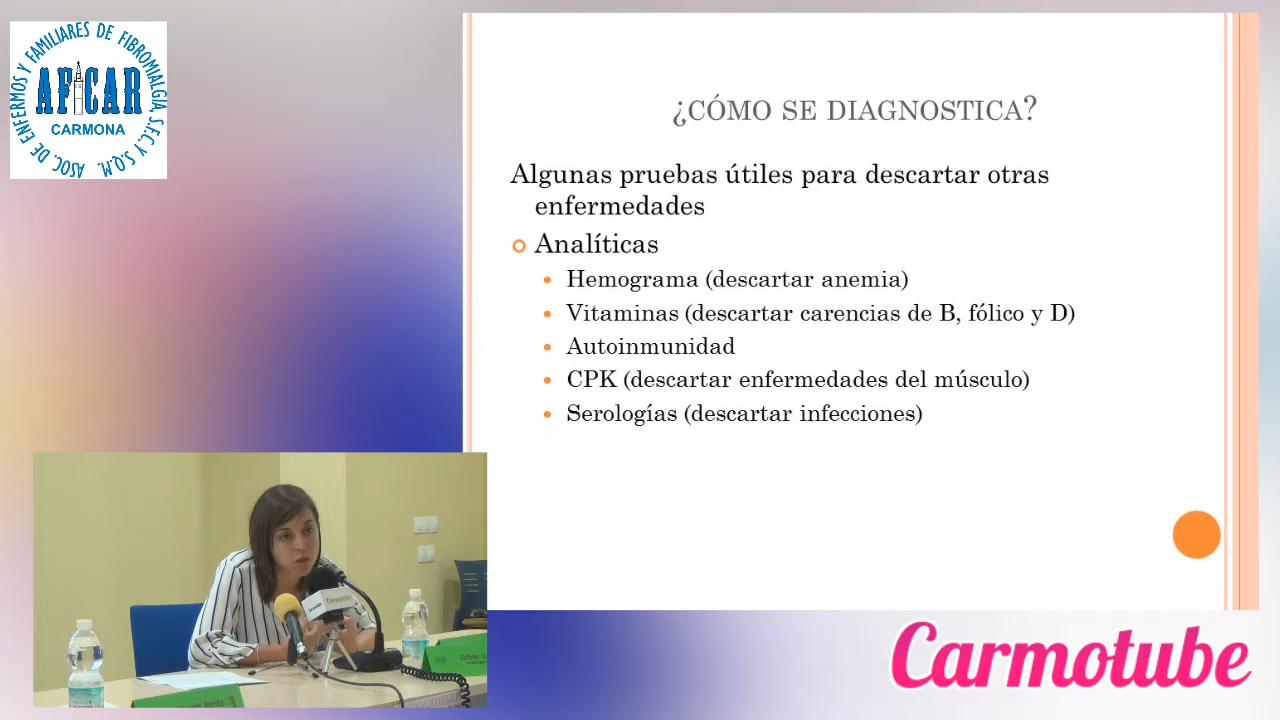 ASOC. DE ENFERMOS Y FAMILIARES DE FIBROMIALGIA, S.F.C. Y S.Q.M.
AFICAR
CARMONA
¿CÓMO SE DIAGNOSTICA?
Algunas pruebas útiles para descartar otras
enfermedades
Analíticas
Hemograma (descartar anemia)
Vitaminas (descartar carencias de B, fólico y D)
Autoinmunidad
CPK (descartar enfermedades del músculo)
Serologías (descartar infecciones)
Carmotube
Carmotube